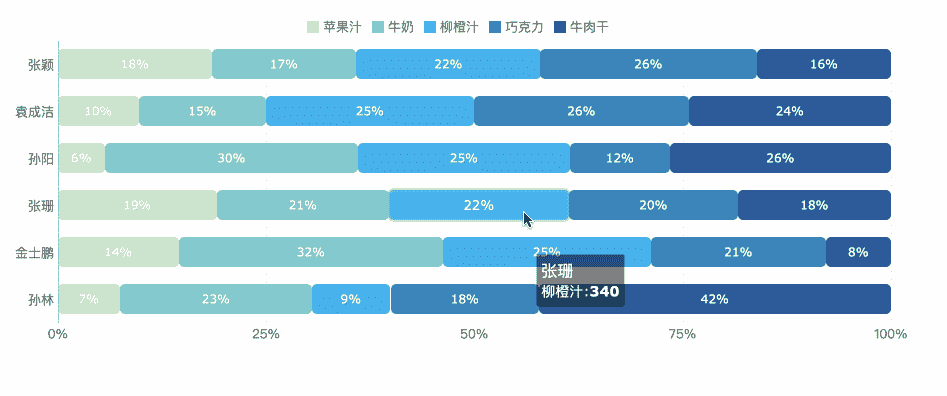 苹果汁 牛奶 柳橙汁 巧克力 牛肉干
张颖 18% 17% 22% 26% 16%
袁成洁 10% 15% 25% 26% 24%
孙阳 6% 30% 25% 12% 26%
张珊 19% 21% 22% 20% 18%
金士鹏 14% 32% 25% 21% 8%
张珊
柳橙汁:340
孙林 7% 23% 9% 18% 42%
0% 25% 50% 75% 100%